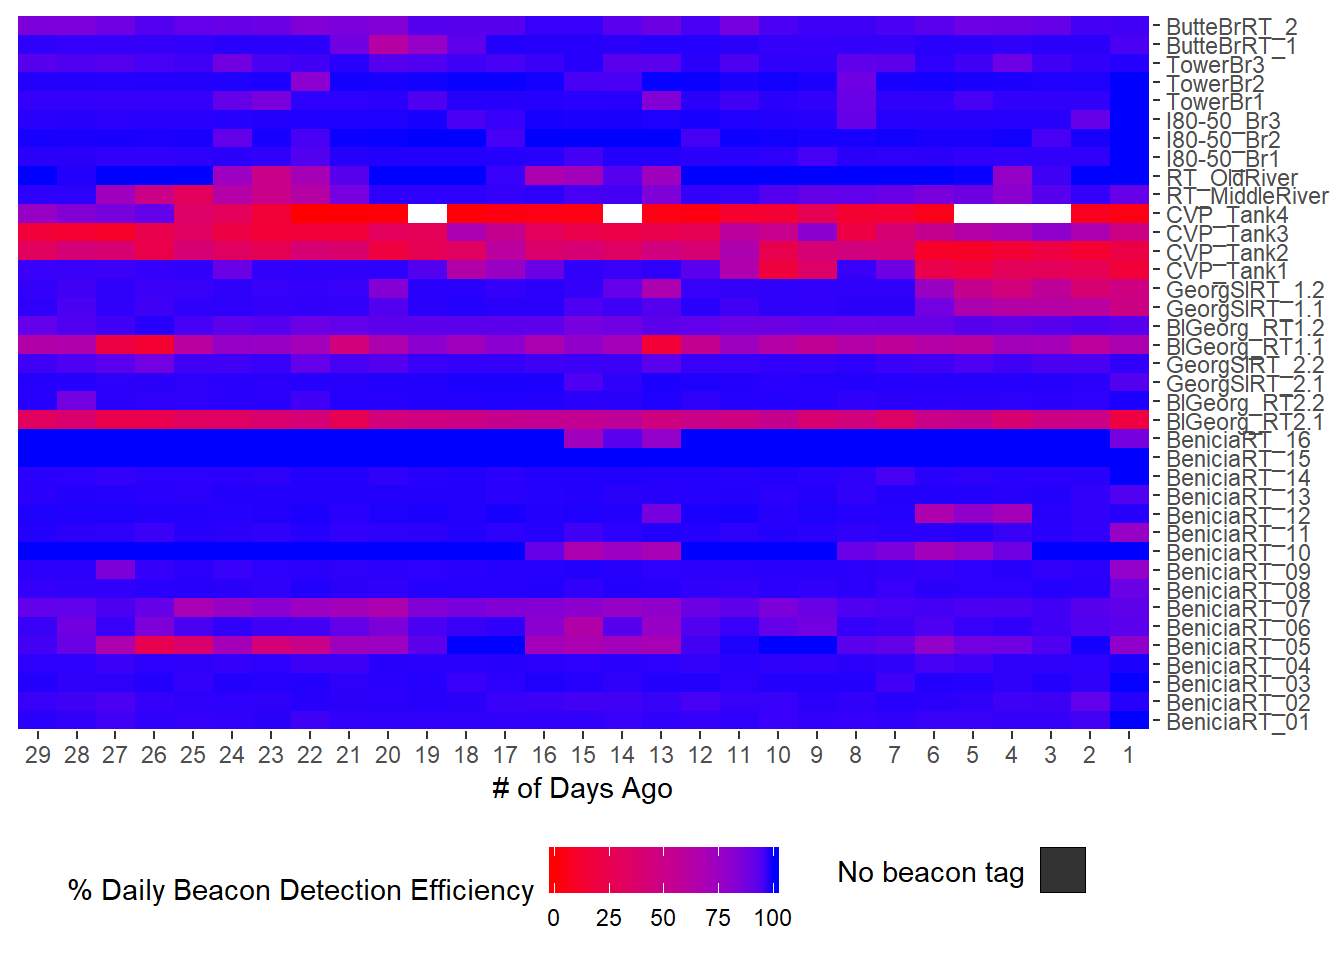 ButteBrRT_2
ButteBrRT_1
TowerBr3
TowerBr2
TowerBr1
I80-50_Br3
I80-50_Br2
I80-50_Br1
RT_OldRiver
RT_MiddleRiver
CVP_Tank4
CVP_Tank3
CVP_Tank2
CVP_Tank1
GeorgSlRT_1.2
GeorgSlRT_1.1
BlGeorg_RT1.2
BlGeorg_RT1.1
GeorgSlRT_2.2
GeorgSlRT_2.1
BlGeorg_RT2.2
BlGeorg_RT2.1
BeniciaRT_16
BeniciaRT_15
BeniciaRT_14
BeniciaRT_13
BeniciaRT_12
BeniciaRT_11
BeniciaRT_10
BeniciaRT_09
BeniciaRT_08
BeniciaRT_07
BeniciaRT_06
BeniciaRT_05
BeniciaRT_04
BeniciaRT_03
BeniciaRT_02
BeniciaRT_01
29 28 27 26 25 24 23 22 21 20 19 18 17 16 15 14 13 12 11 10 9 8 7 6 5 4 3 2 1
# of Days Ago
% Daily Beacon Detection Efficiency
0 25 50 75 100
No beacon tag